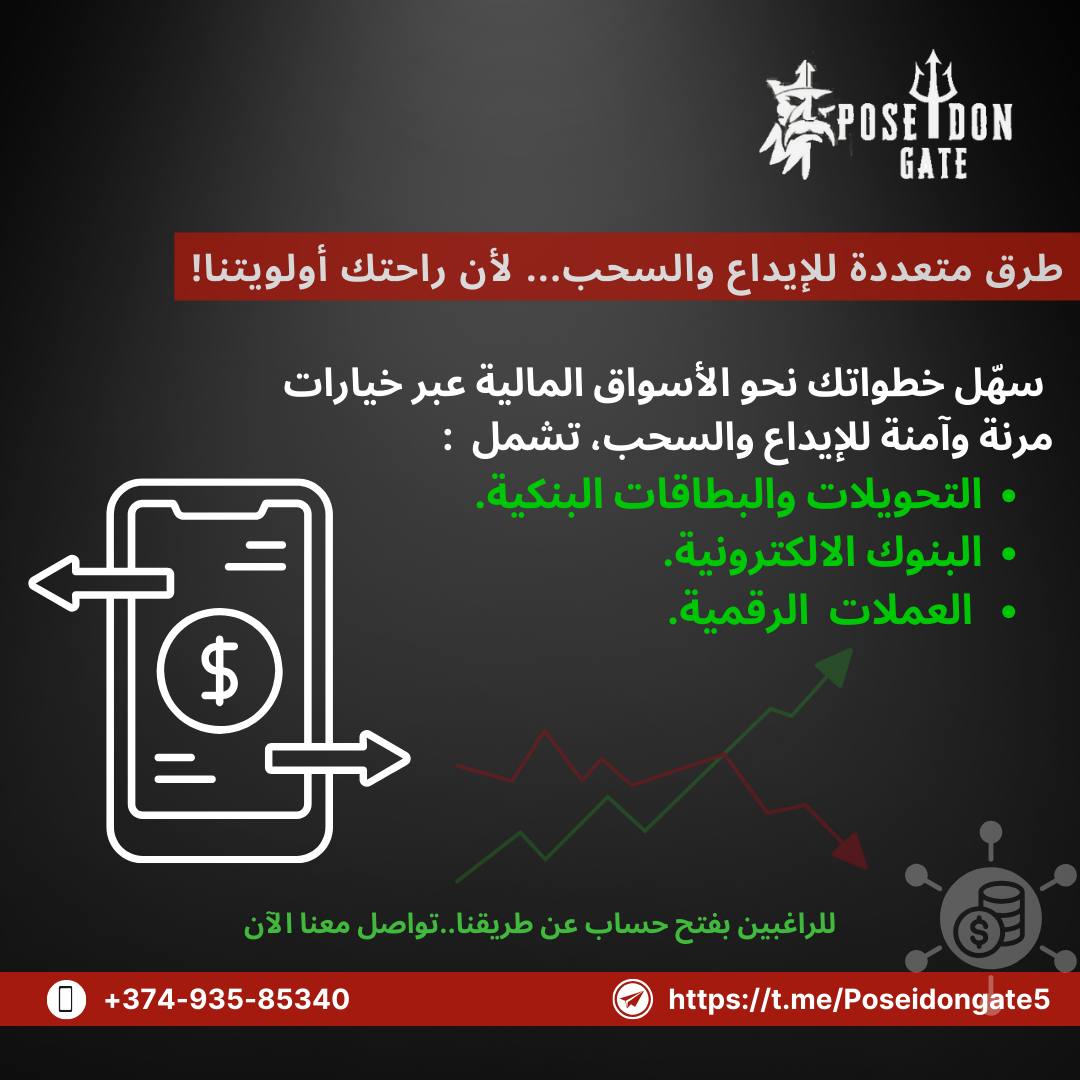 POSEIDON
GATE
طرق متعددة للإيداع والسحب... لأن راحتك أولويتنا!
سهّل خطواتك نحو الأسواق المالية عبر خيارات
مرنة وآمنة للإيداع والسحب، تشمل :
• التحويلات والبطاقات البنكية.
• البنوك الالكترونية.
• العملات الرقمية.
$
$
للراغبين بفتح حساب عن طريقنا..تواصل معنا الآن
+374-935-85340
https://t.me/Poseidongate5